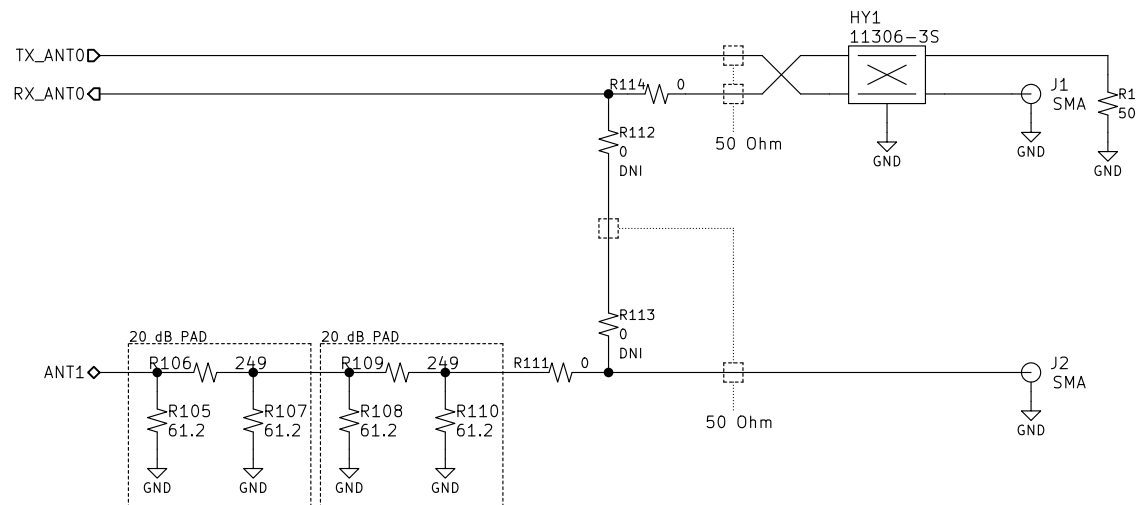 HY1
11306-3S
TX_ANT0
RX_ANT0
R114 0
J1
SMA
R1
50
R112
0
DNI
50 Ohm
GND
GND
GND
R113
0
DNI
20 dB PAD
20 dB PAD
ANT1
R106 249
R109 249
R111 0
J2
SMA
R105
61.2
R107
61.2
R108
61.2
R110
61.2
50 Ohm
GND
GND
GND
GND
GND